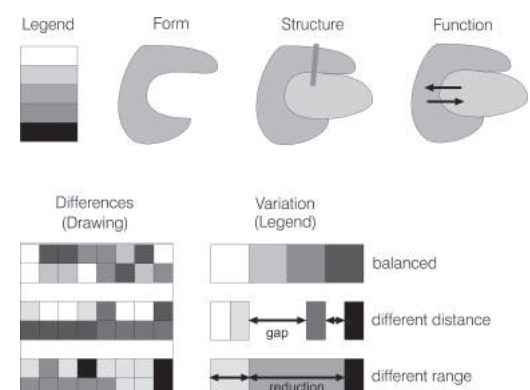 Legend
Form
Structure
Function
Differences
(Drawing)
Variation
(Legend)
balanced
gap
different distance
reduction
different range